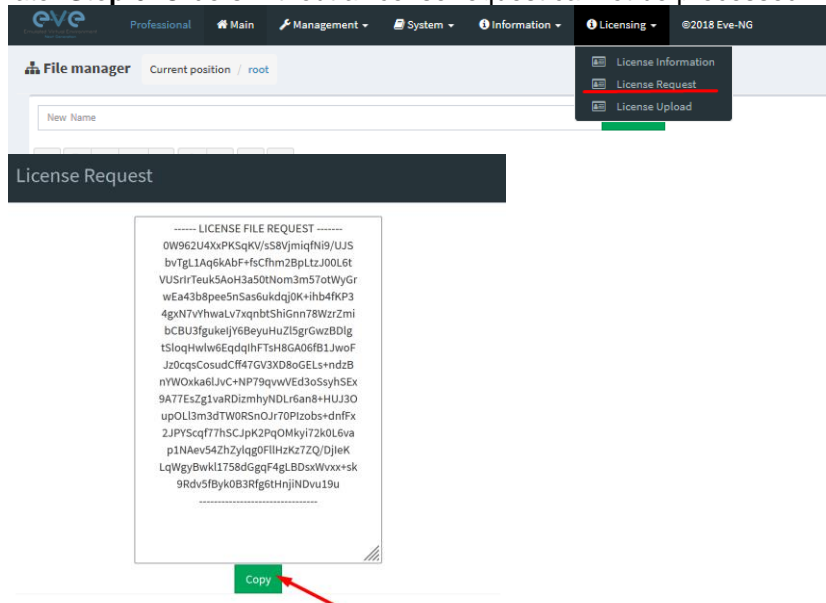 eve
Professional Main Management System Information Licensing ©2018 Eve-NG
File manager Current position / root
License Information
License Request
License Upload
New Name
License Request
------ LICENSE FILE REQUEST -------
0W962U4XxPKSqKV/sS8VjmiqfNi9/UJS
bvTgL1Aq6kAbF+fsCfhm2BpLtzJ00L6t
VUSrIrTeuk5AoH3a50tNom3m57otWyGr
wEa43b8pee5nSas6ukdqj0K+ihb4fKP3
4gxN7vYhwaLv7xqnbtShiGnn78WzrZmi
bCBU3fgukeIjY6BeyuHuZl5grGwzBDlg
tSloqHwlw6EqdqIhFTsH8GA06fB1JwoF
Jz0cqsCosudCff47GV3XD8oGELs+ndzB
nYWOxka6lJvC+NP79qvwVEd3oSsyhSEx
9A77EsZg1vaRDizmhyNDLr6an8+HUJ3O
upOLl3m3dTW0RSnOJr70PIzobs+dnfFx
2JPYScqf77hSCJpK2PqOMkyi72k0L6va
p1NAev54ZhZylqg0FllHzKz7ZQ/DjIeK
LqWgyBwkl1758dGgqF4gLBDsxWvxx+sk
9Rdv5fByk0B3Rfg6tHnjiNDvu19u
--------------------------------
Copy